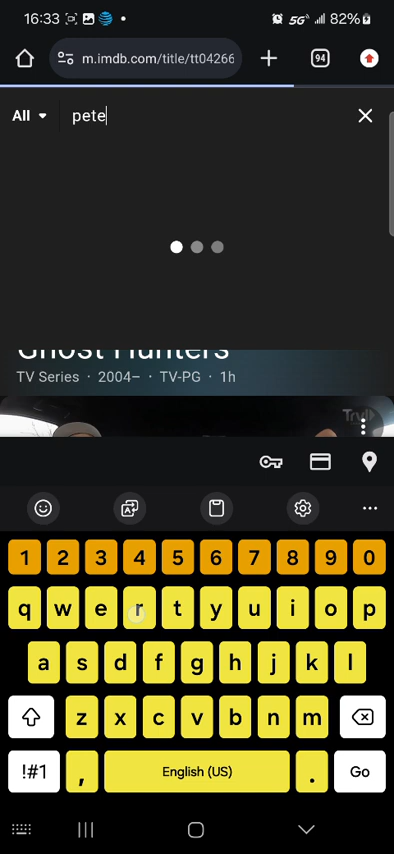 16:33 5G 82%
m.imdb.com/title/tt04266 94
All pete
Ghost Hunters
TV Series · 2004– · TV-PG · 1h
1 2 3 4 5 6 7 8 9 0
q w e r t y u i o p
a s d f g h j k l
z x c v b n m
!#1 , English (US) . Go